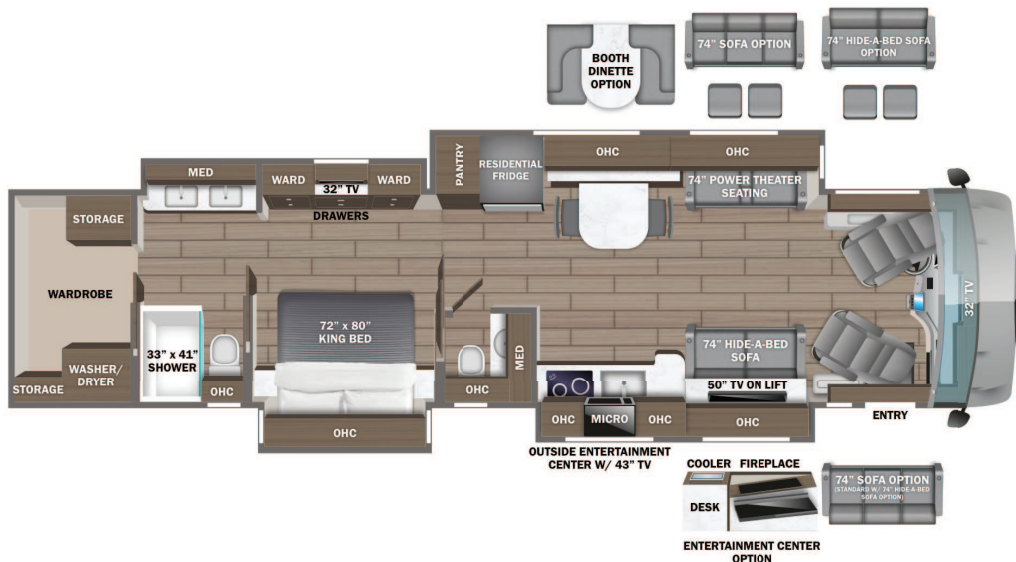 BOOTH
DINETTE
OPTION
74” SOFA OPTION
74” HIDE-A-BED SOFA
OPTION
MED
WARD
32” TV
WARD
DRAWERS
PANTRY
RESIDENTIAL
FRIDGE
OHC
OHC
74” POWER THEATER
SEATING
STORAGE
WARDROBE
WASHER/
DRYER
STORAGE
33” x 41”
SHOWER
OHC
72” x 80”
KING BED
OHC
OHC
MED
74” HIDE-A-BED
SOFA
50” TV ON LIFT
OHC
MICRO
OHC
OHC
32” TV
ENTRY
OUTSIDE ENTERTAINMENT
CENTER W/ 43” TV
COOLER
FIREPLACE
DESK
ENTERTAINMENT CENTER
OPTION
74” SOFA OPTION
(STANDARD W/ 74” HIDE-A-BED
SOFA OPTION)